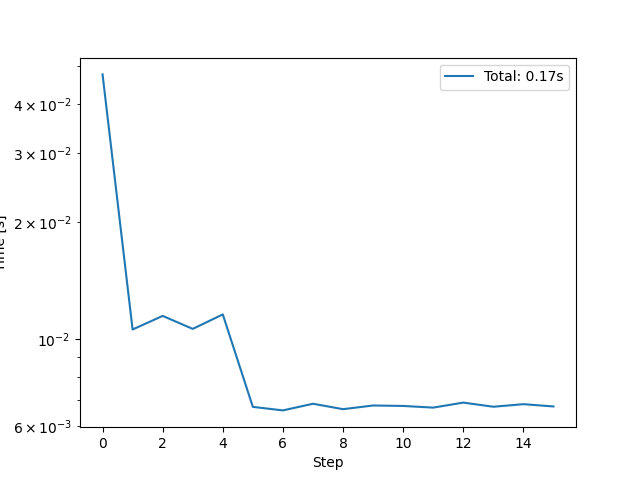 Total: 0.17s
4 × 10⁻²
3 × 10⁻²
2 × 10⁻²
10⁻²
6 × 10⁻³
Time [s]
0 2 4 6 8 10 12 14
Step